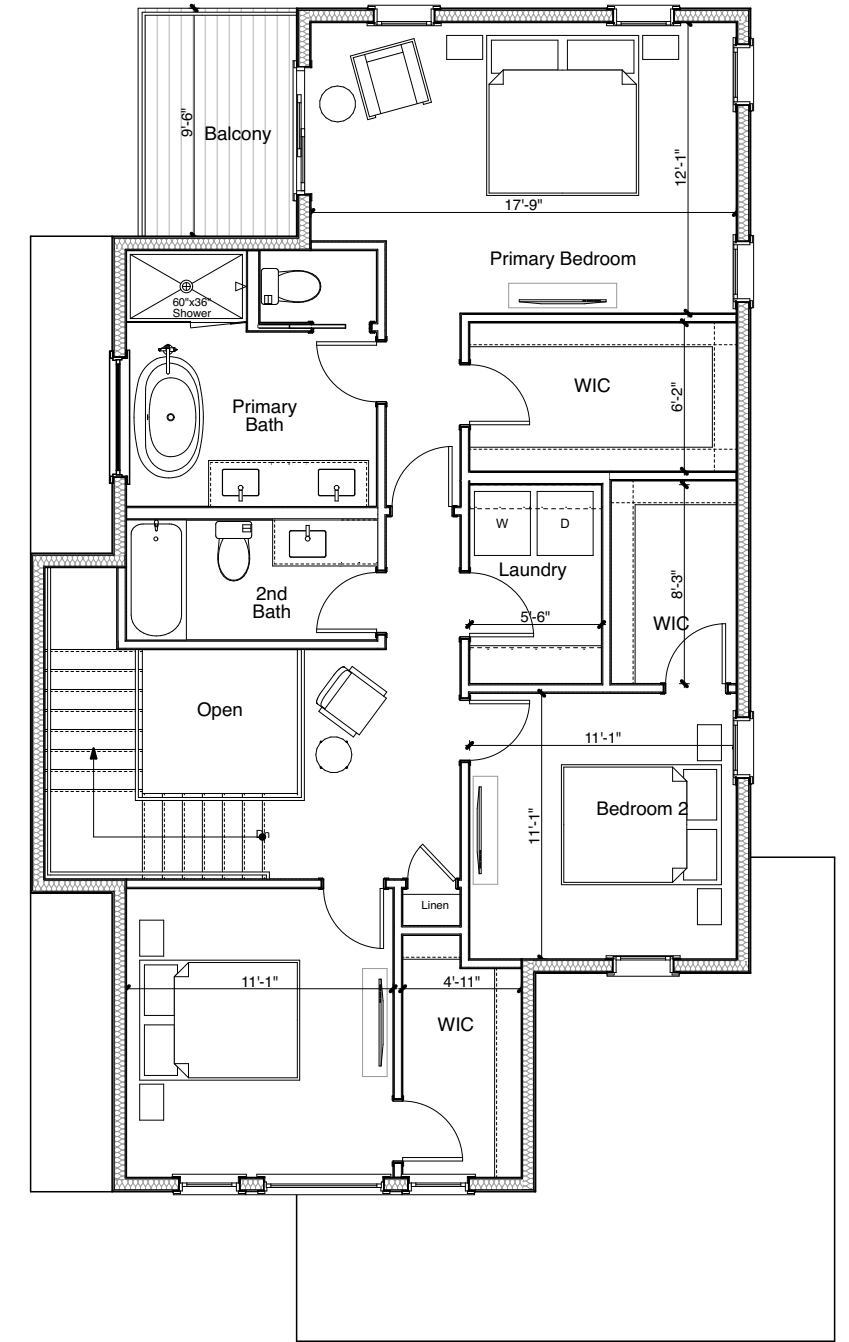 9'-6"
Balcony
12'-1"
17'-9"
Primary Bedroom
60"x36"
Shower
WIC
6'-2"
Primary
Bath
W
D
Laundry
8'-3"
2nd
Bath
5'-6"
WIC
Open
11'-1"
Bedroom 2
11'-1"
Dn
Linen
11'-1"
4'-11"
WIC